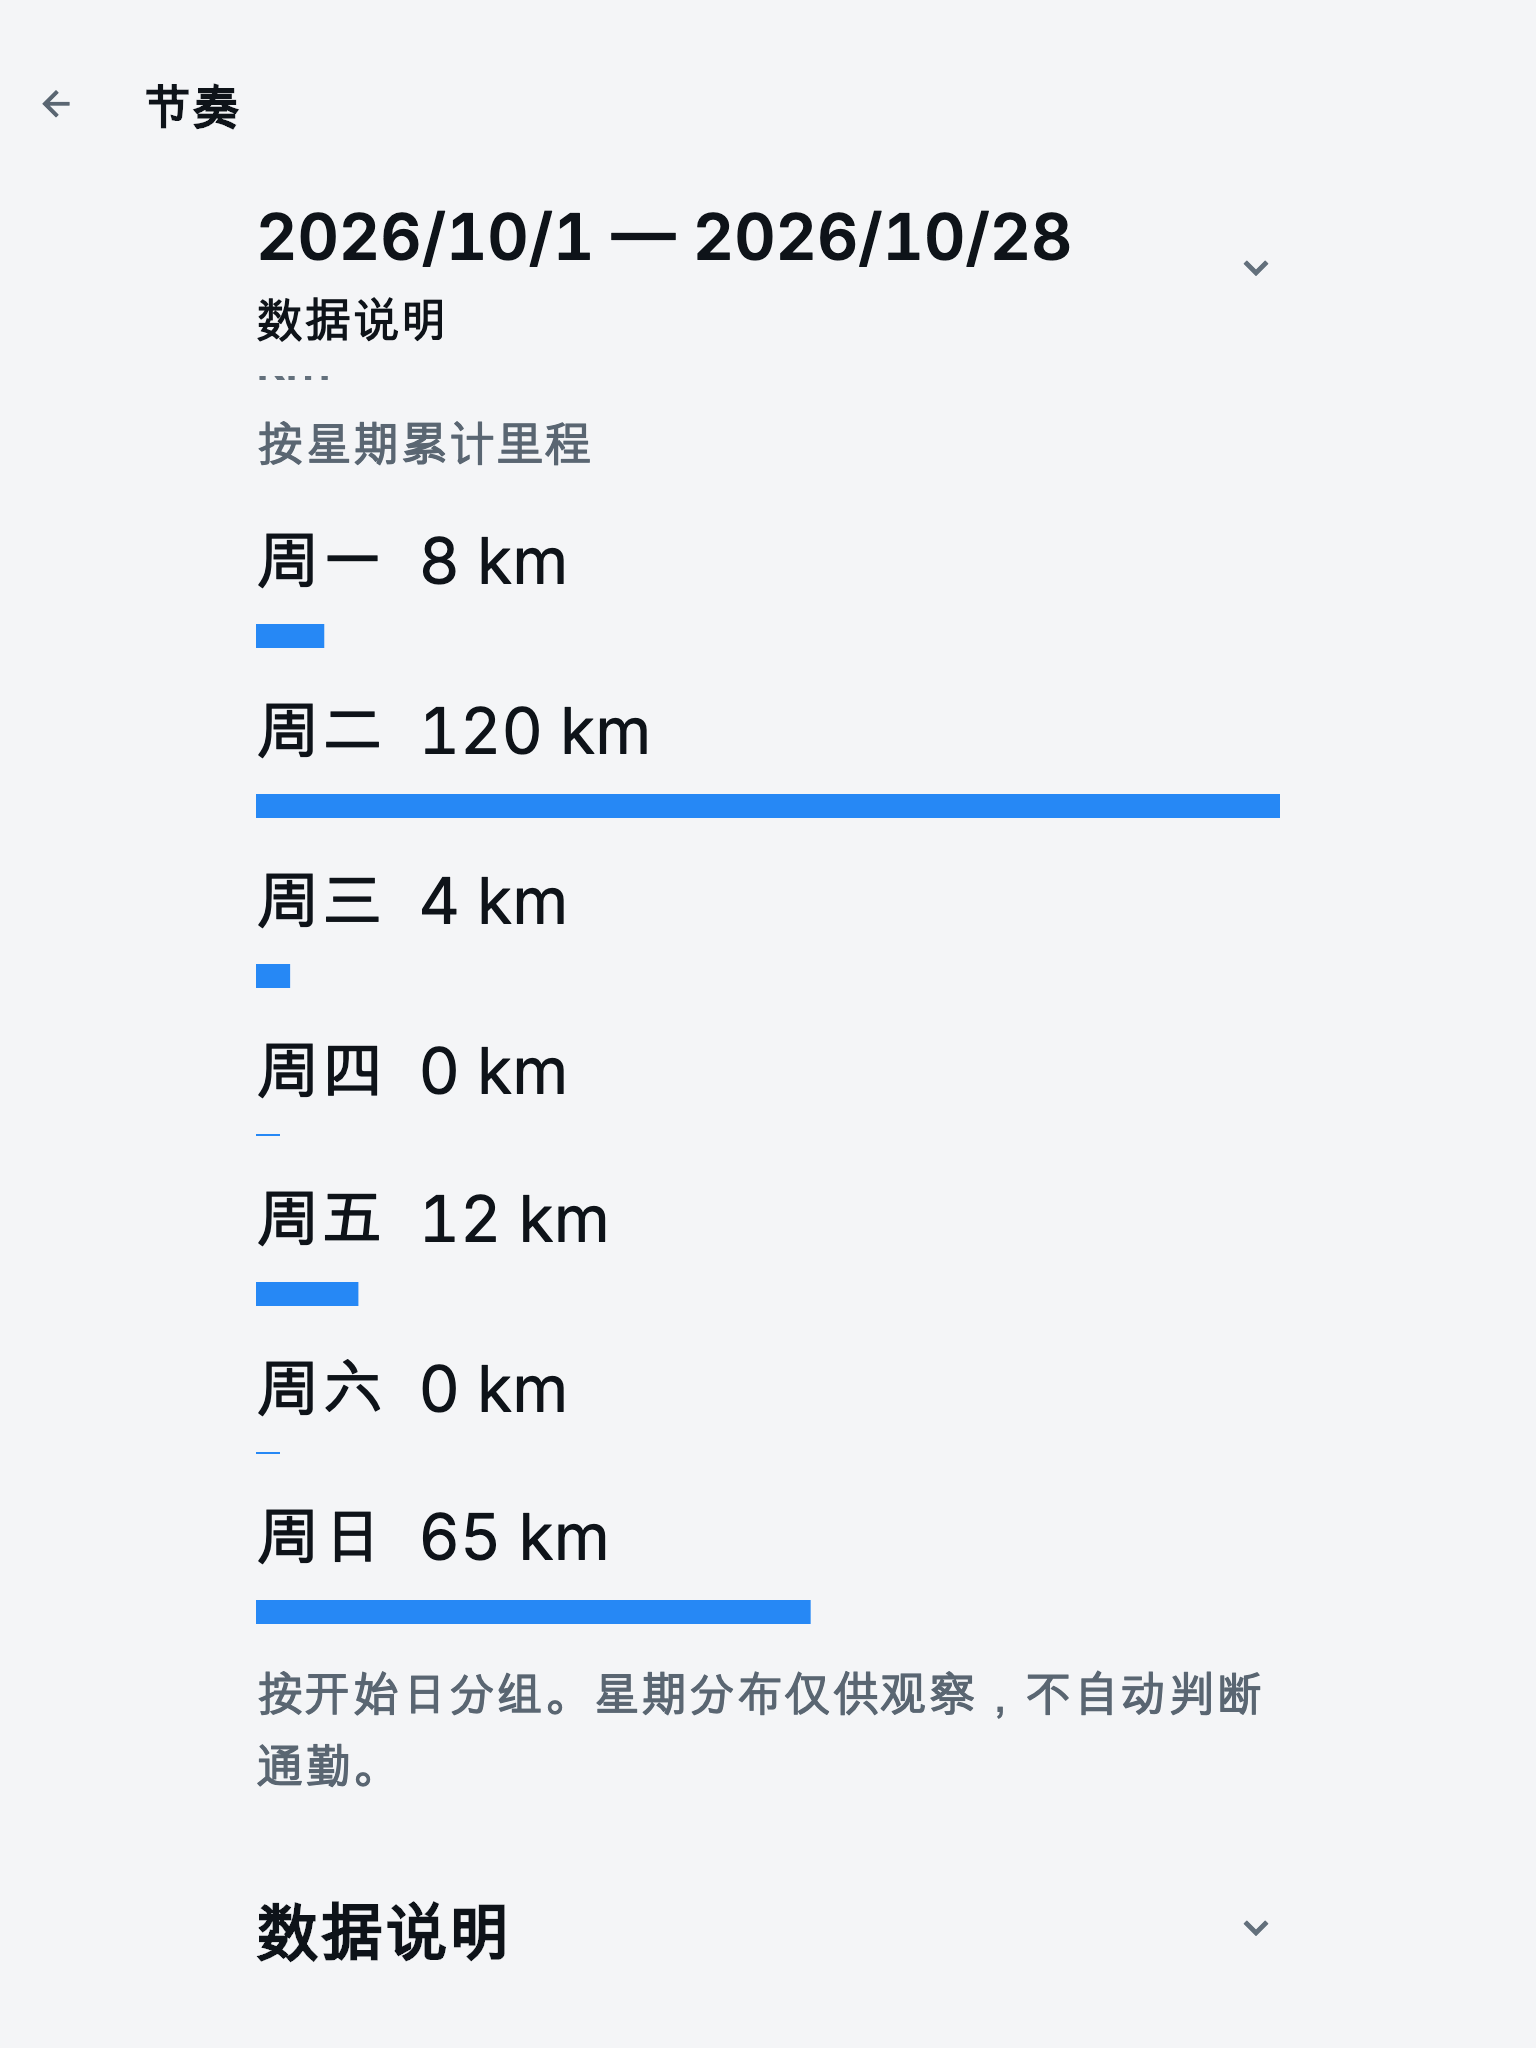 节奏
2026/10/1 — 2026/10/28
数据说明
按星期累计里程
周一 8 km
周二 120 km
周三 4 km
周四 0 km
周五 12 km
周六 0 km
周日 65 km
按开始日分组。星期分布仅供观察，不自动判断
通勤。
数据说明